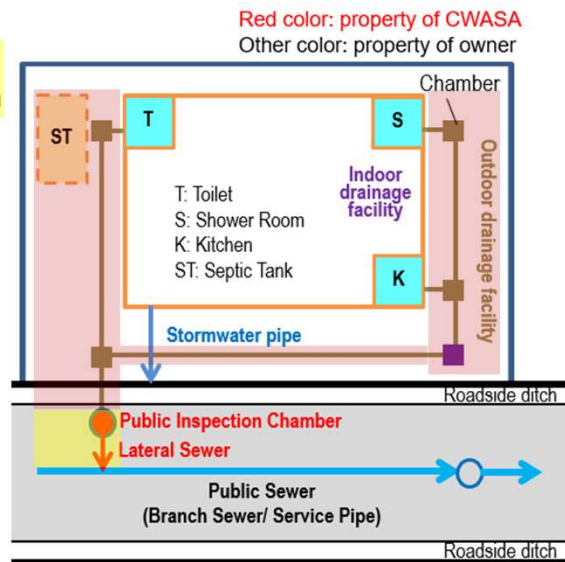 Red color: property of CWASA
Other color: property of owner
Chamber
ST
T
S
Indoor
drainage
facility
Outdoor drainage
facility
T: Toilet
S: Shower Room
K: Kitchen
ST: Septic Tank
K
Stormwater pipe
Roadside ditch
Public Inspection Chamber
Lateral Sewer
Public Sewer
(Branch Sewer/ Service Pipe)
Roadside ditch